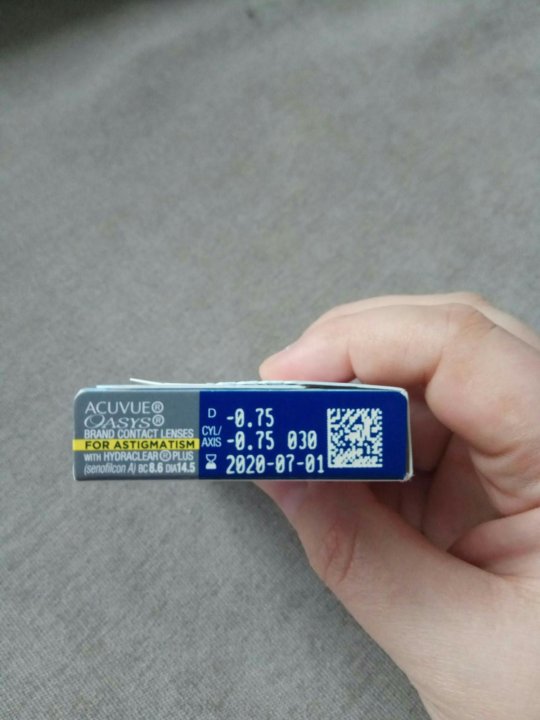 ACUVUE®
OASYS®
BRAND CONTACT LENSES
FOR ASTIGMATISM
WITH HYDRACLEAR® PLUS
(senofilcon A) BC 8.6 DIA 14.5
D -0.75
CYL/
AXIS -0.75 030
2020-07-01